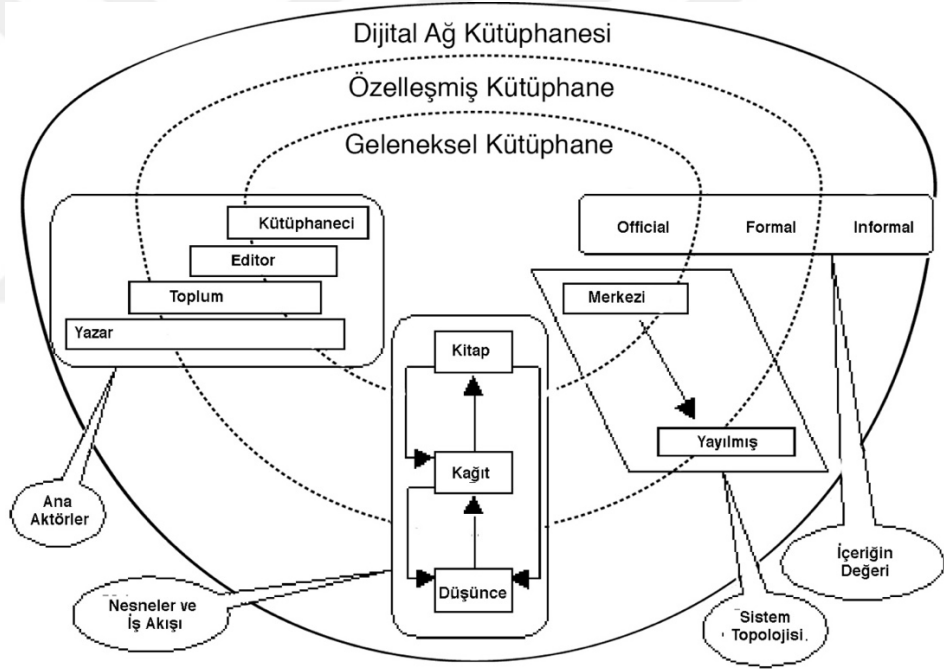 Dijital Ağ Kütüphanesi
Özelleşmiş Kütüphane
Geleneksel Kütüphane
Kütüphaneci
Editor
Toplum
Yazar
Official Formal Informal
Merkezi
Yayılmış
Kitap
Kağıt
Düşünce
Ana
Aktörler
Nesneler ve
İş Akışı
Sistem
Topolojisi
İçeriğin
Değeri